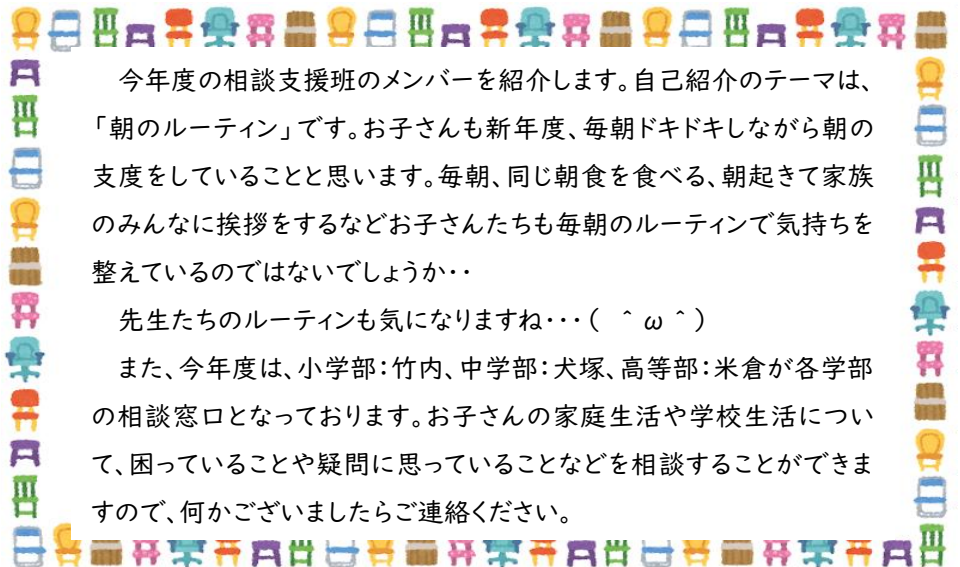 今年度の相談支援班のメンバーを紹介します。自己紹介のテーマは、
「朝のルーティン」です。お子さんも新年度、毎朝ドキドキしながら朝の
支度をしていることと思います。毎朝、同じ朝食を食べる、朝起きて家族
のみんなに挨拶をするなどお子さんたちも毎朝のルーティンで気持ちを
整えているのではないでしょうか・・
先生たちのルーティンも気になりますね・・・( ＾ω＾)
また、今年度は、小学部：竹内、中学部：犬塚、高等部：米倉が各学部
の相談窓口となっております。お子さんの家庭生活や学校生活につい
て、困っていることや疑問に思っていることなどを相談することができま
すので、何かございましたらご連絡ください。